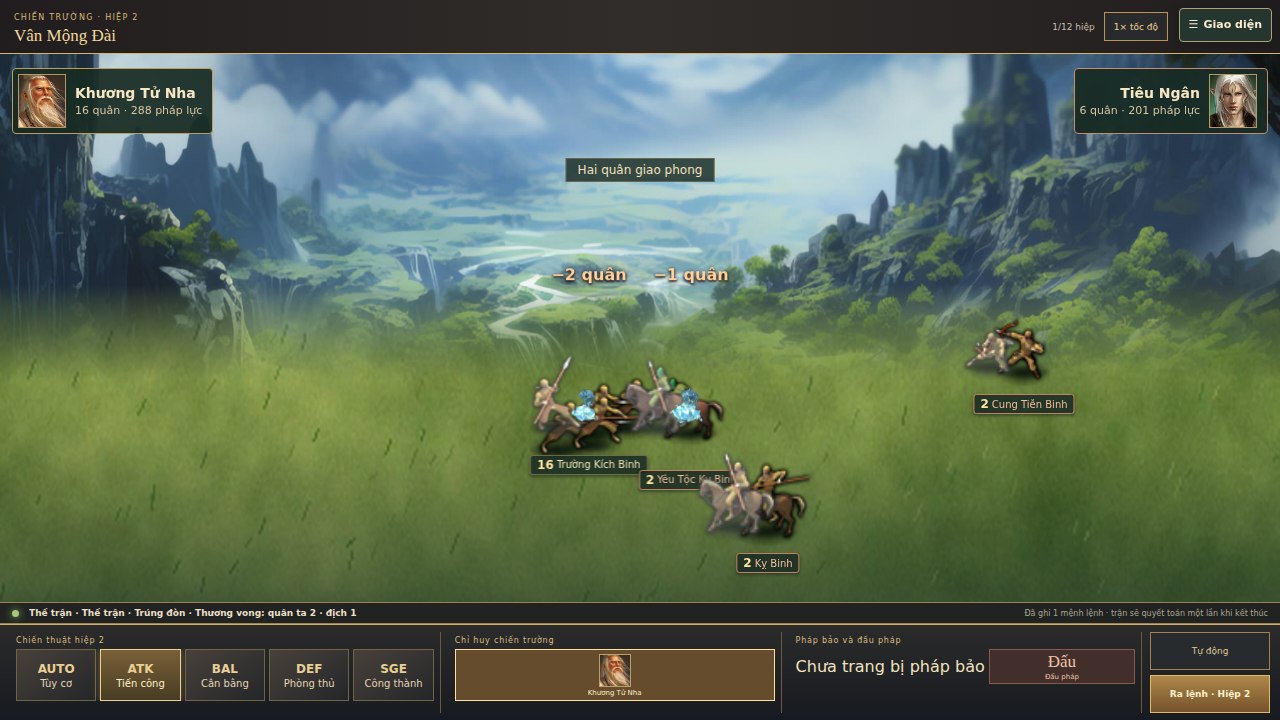 CHIẾN TRƯỜNG · HIỆP 2
Vân Mộng Đài
1/12 hiệp
1× tốc độ
☰ Giao diện
Khương Tử Nha
16 quân · 288 pháp lực
Tiêu Ngân
6 quân · 201 pháp lực
Hai quân giao phong
−2 quân
−1 quân
2 Cung Tiễn Binh
16 Trường Kích Binh
2 Yêu Tộc Kỵ Binh
2 Kỵ Binh
Thế trận · Thế trận · Trúng đòn · Thương vong: quân ta 2 · địch 1
Đã ghi 1 mệnh lệnh · trận sẽ quyết toán một lần khi kết thúc
Chiến thuật hiệp 2
AUTO
Tùy cơ
ATK
Tiến công
BAL
Cân bằng
DEF
Phòng thủ
SGE
Công thành
Chỉ huy chiến trường
Khương Tử Nha
Pháp bảo và đấu pháp
Chưa trang bị pháp bảo
Đấu
Đấu pháp
Tự động
Ra lệnh · Hiệp 2